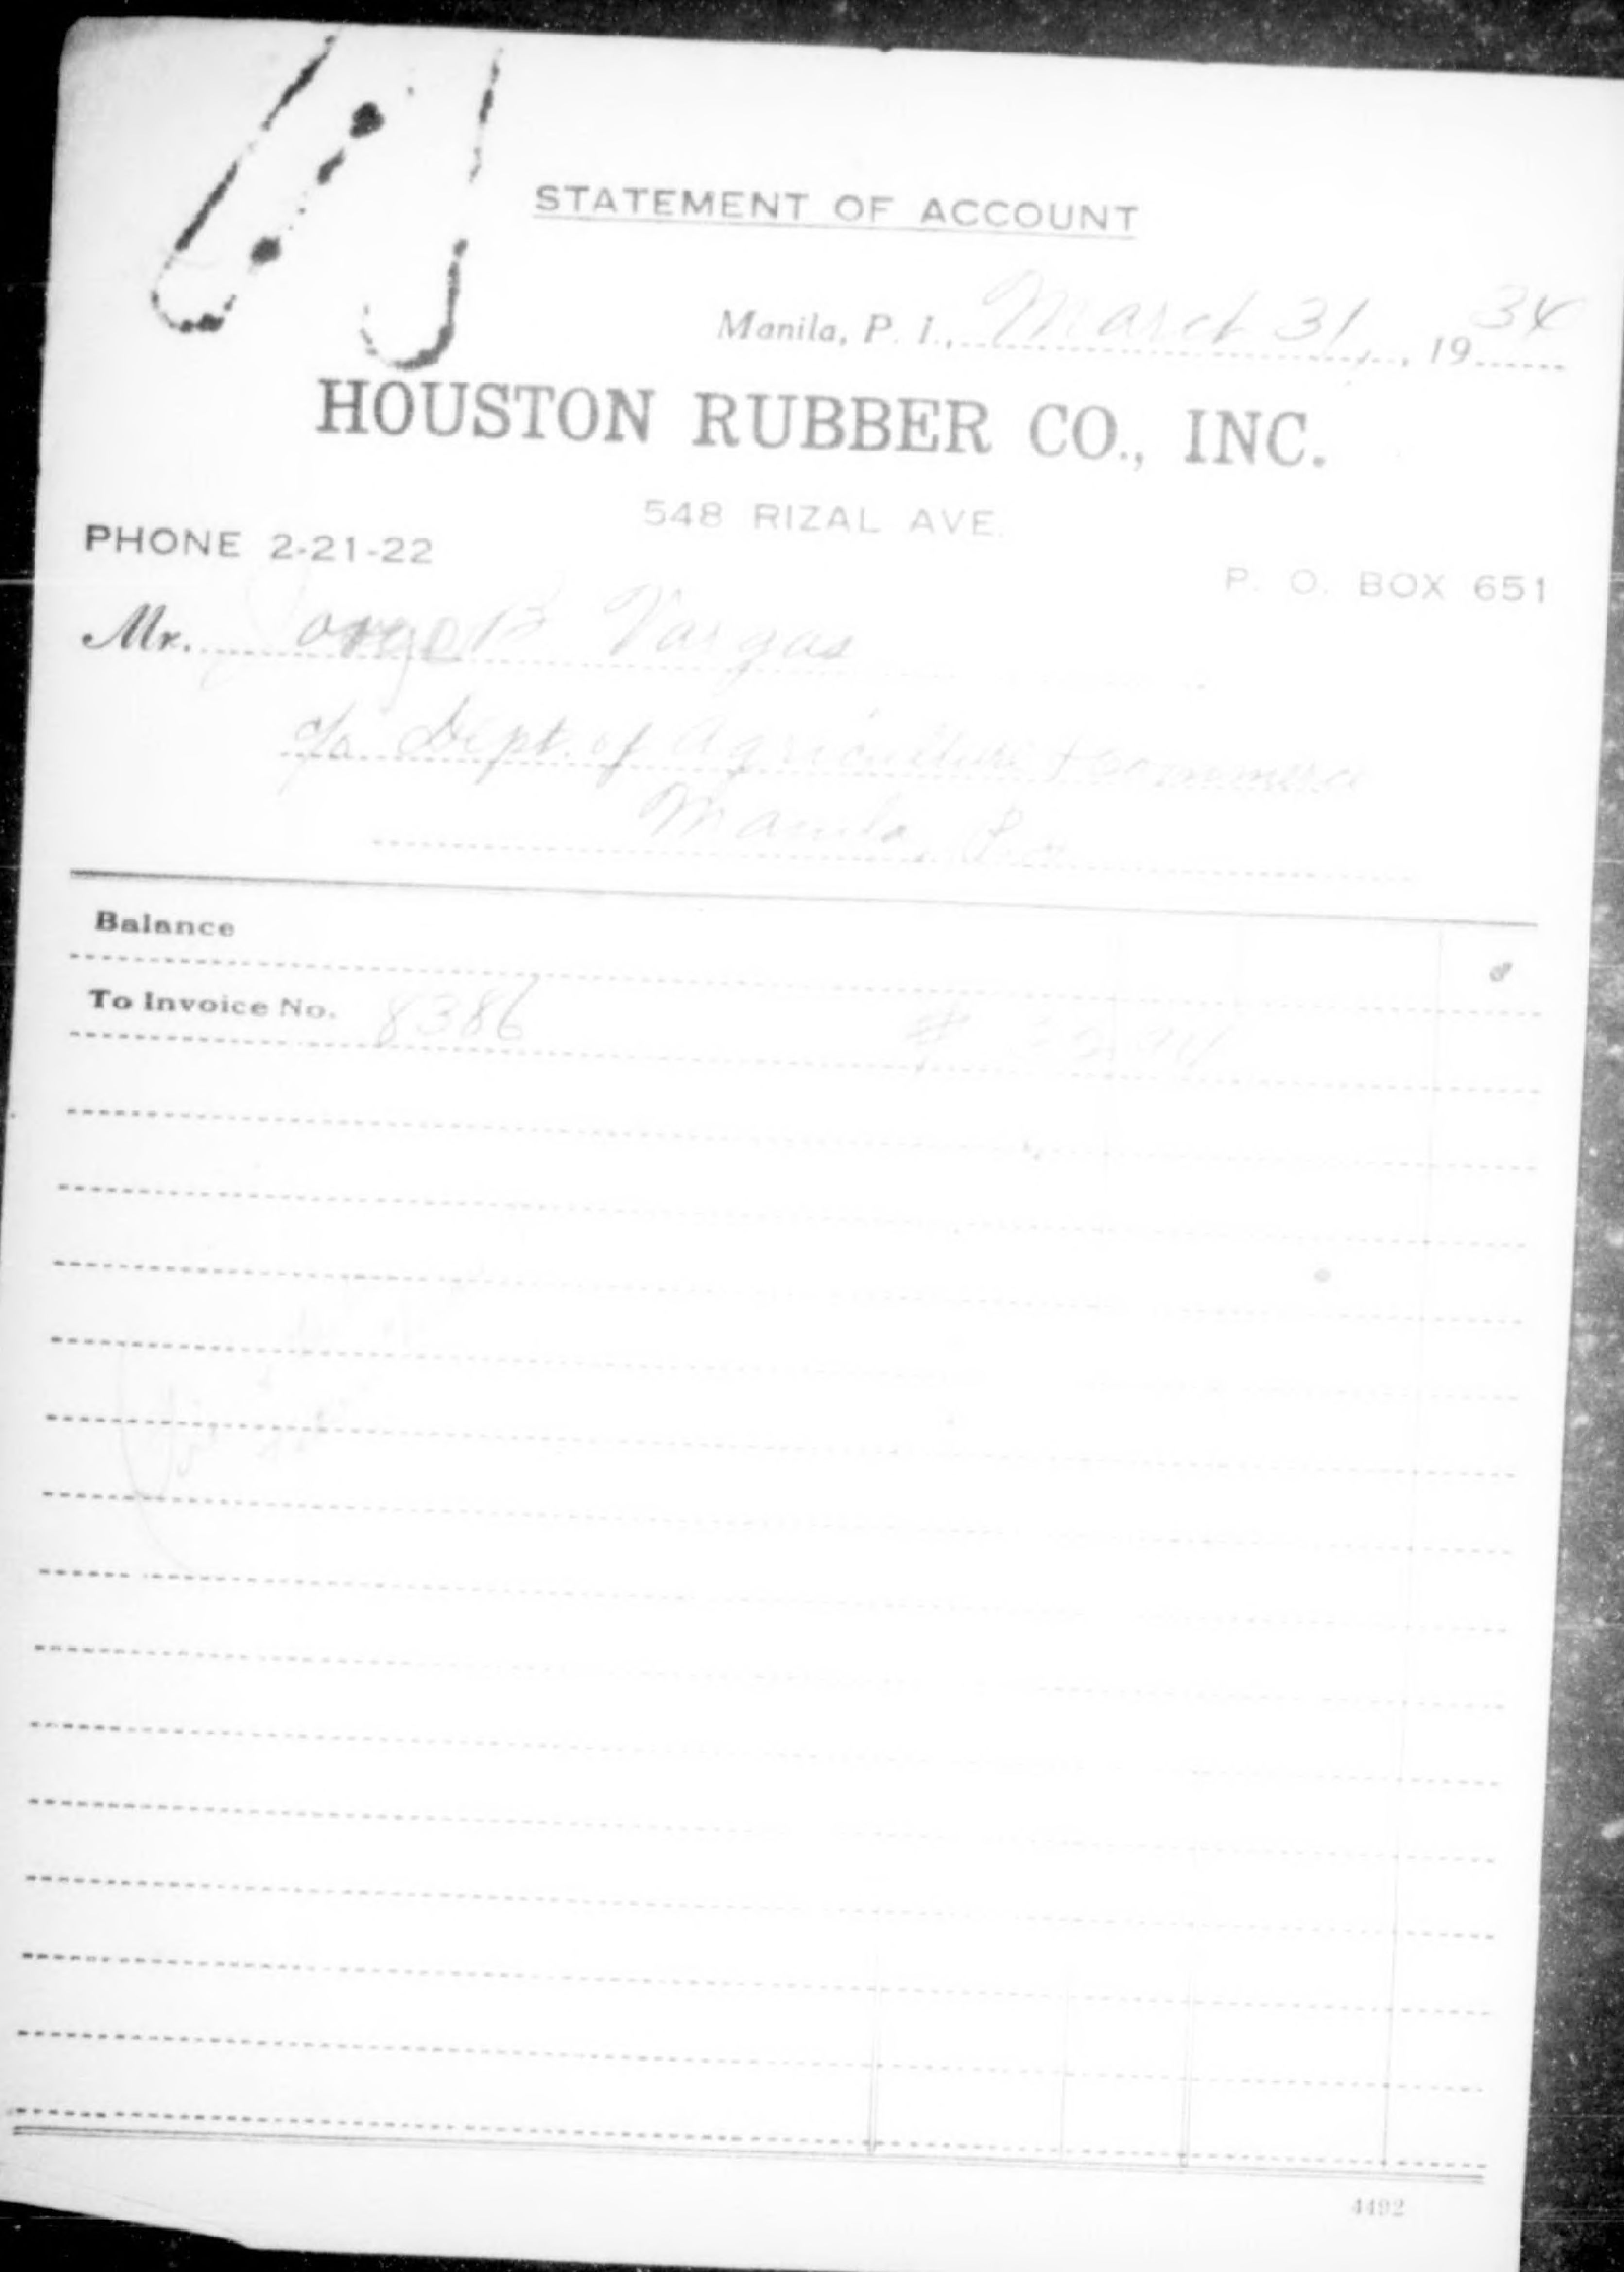 STATEMENT OF ACCOUNT
Manila, P. I., March 31, 1934
HOUSTON RUBBER CO., INC.
548 RIZAL AVE.
PHONE 2-21-22
P. O. BOX 651
Mr. Jorge B Vargas
c/o Dept. of Agriculture & Commerce
Manila,
Balance
To Invoice No. 8386
4492